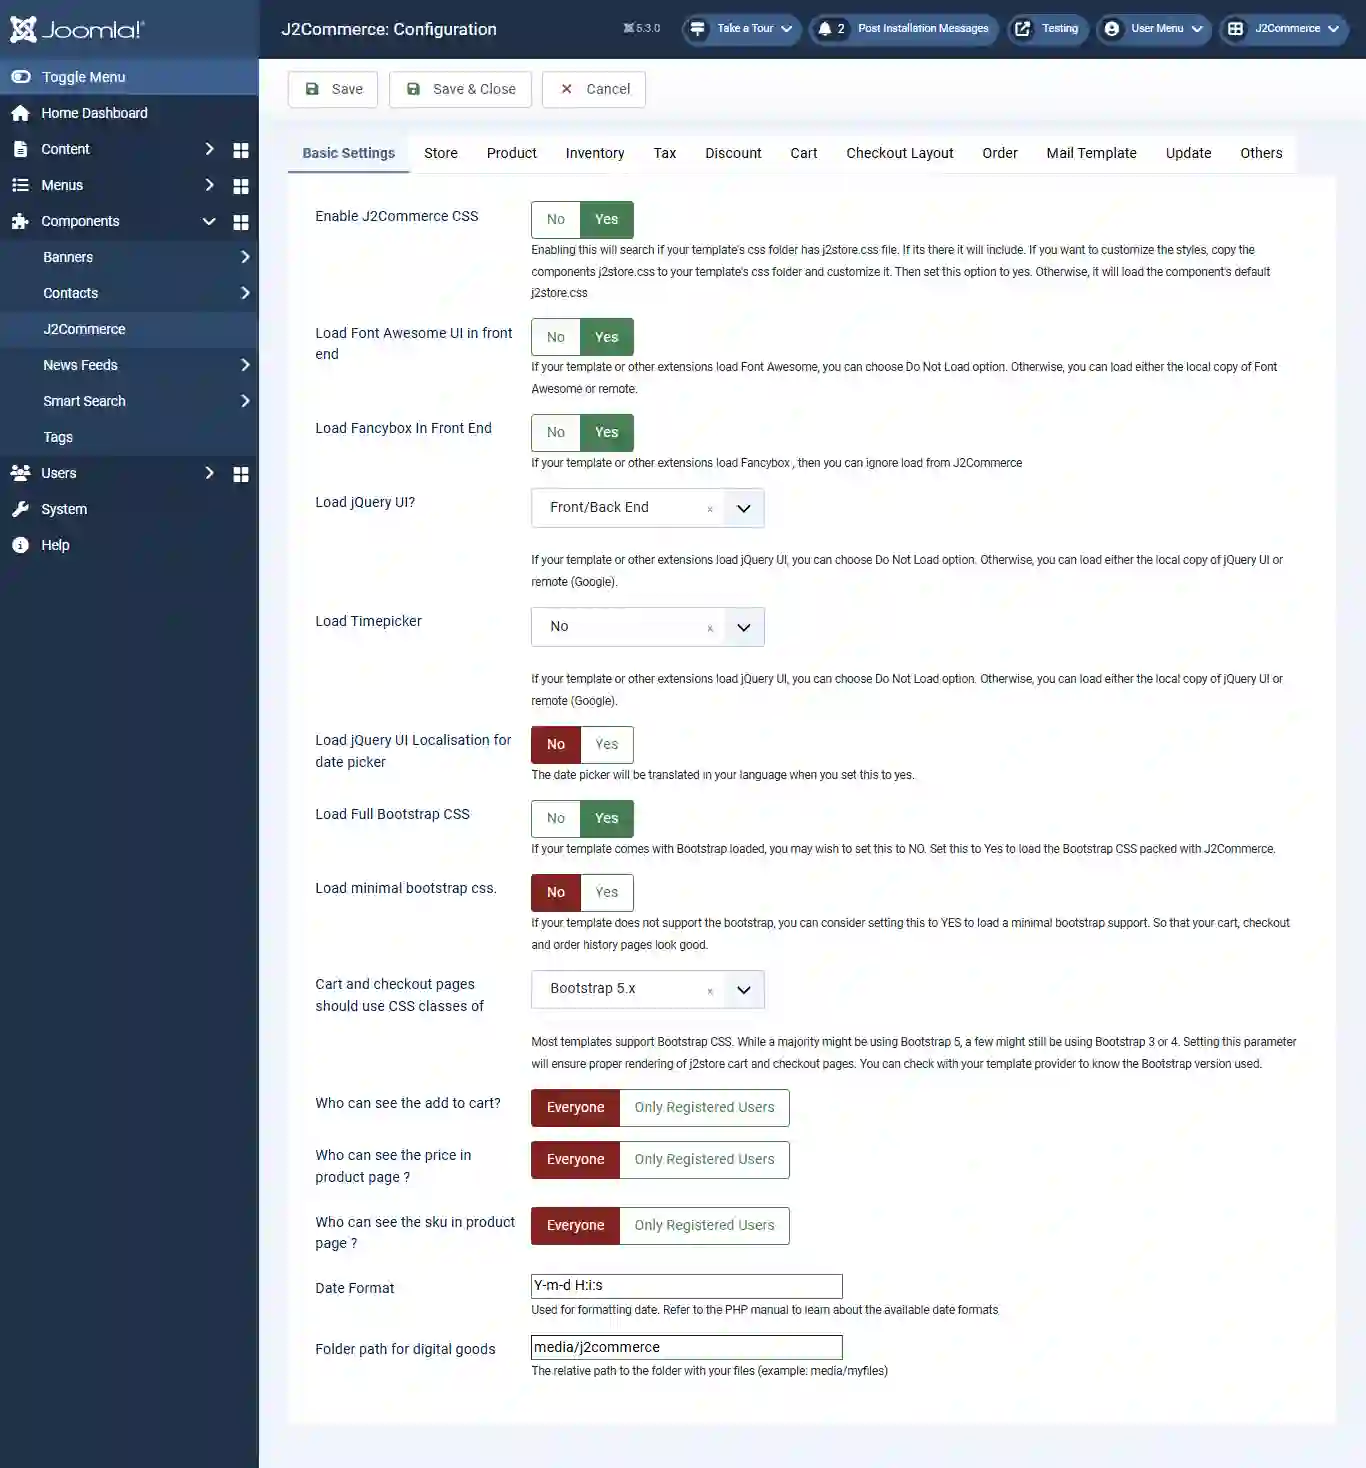 Joomla!
J2Commerce: Configuration
5.3.0
Take a Tour
2 Post Installation Messages
Testing
User Menu
J2Commerce
Toggle Menu
Home Dashboard
Content
Menus
Components
Banners
Contacts
J2Commerce
News Feeds
Smart Search
Tags
Users
System
Help
Save
Save & Close
Cancel
Basic Settings Store Product Inventory Tax Discount Cart Checkout Layout Order Mail Template Update Others
Enable J2Commerce CSS
No Yes
Enabling this will search if your template's css folder has j2store.css file. If its there it will include. If you want to customize the styles, copy the
components j2store.css to your template's css folder and customize it. Then set this option to yes. Otherwise, it will load the component's default
j2store.css
Load Font Awesome UI in front
end
No Yes
If your template or other extensions load Font Awesome, you can choose Do Not Load option. Otherwise, you can load either the local copy of Font
Awesome or remote.
Load Fancybox In Front End
No Yes
If your template or other extensions load Fancybox , then you can ignore load from J2Commerce
Load jQuery UI?
Front/Back End ×
If your template or other extensions load jQuery UI, you can choose Do Not Load option. Otherwise, you can load either the local copy of jQuery UI or
remote (Google).
Load Timepicker
No ×
If your template or other extensions load jQuery UI, you can choose Do Not Load option. Otherwise, you can load either the local copy of jQuery UI or
remote (Google).
Load jQuery UI Localisation for
date picker
No Yes
The date picker will be translated in your language when you set this to yes.
Load Full Bootstrap CSS
No Yes
If your template comes with Bootstrap loaded, you may wish to set this to NO. Set this to Yes to load the Bootstrap CSS packed with J2Commerce.
Load minimal bootstrap css.
No Yes
If your template does not support the bootstrap, you can consider setting this to YES to load a minimal bootstrap support. So that your cart, checkout
and order history pages look good.
Cart and checkout pages
should use CSS classes of
Bootstrap 5.x ×
Most templates support Bootstrap CSS. While a majority might be using Bootstrap 5, a few might still be using Bootstrap 3 or 4. Setting this parameter
will ensure proper rendering of j2store cart and checkout pages. You can check with your template provider to know the Bootstrap version used.
Who can see the add to cart?
Everyone Only Registered Users
Who can see the price in
product page ?
Everyone Only Registered Users
Who can see the sku in product
page ?
Everyone Only Registered Users
Date Format
Y-m-d H:i:s
Used for formatting date. Refer to the PHP manual to learn about the available date formats
Folder path for digital goods
media/j2commerce
The relative path to the folder with your files (example: media/myfiles)